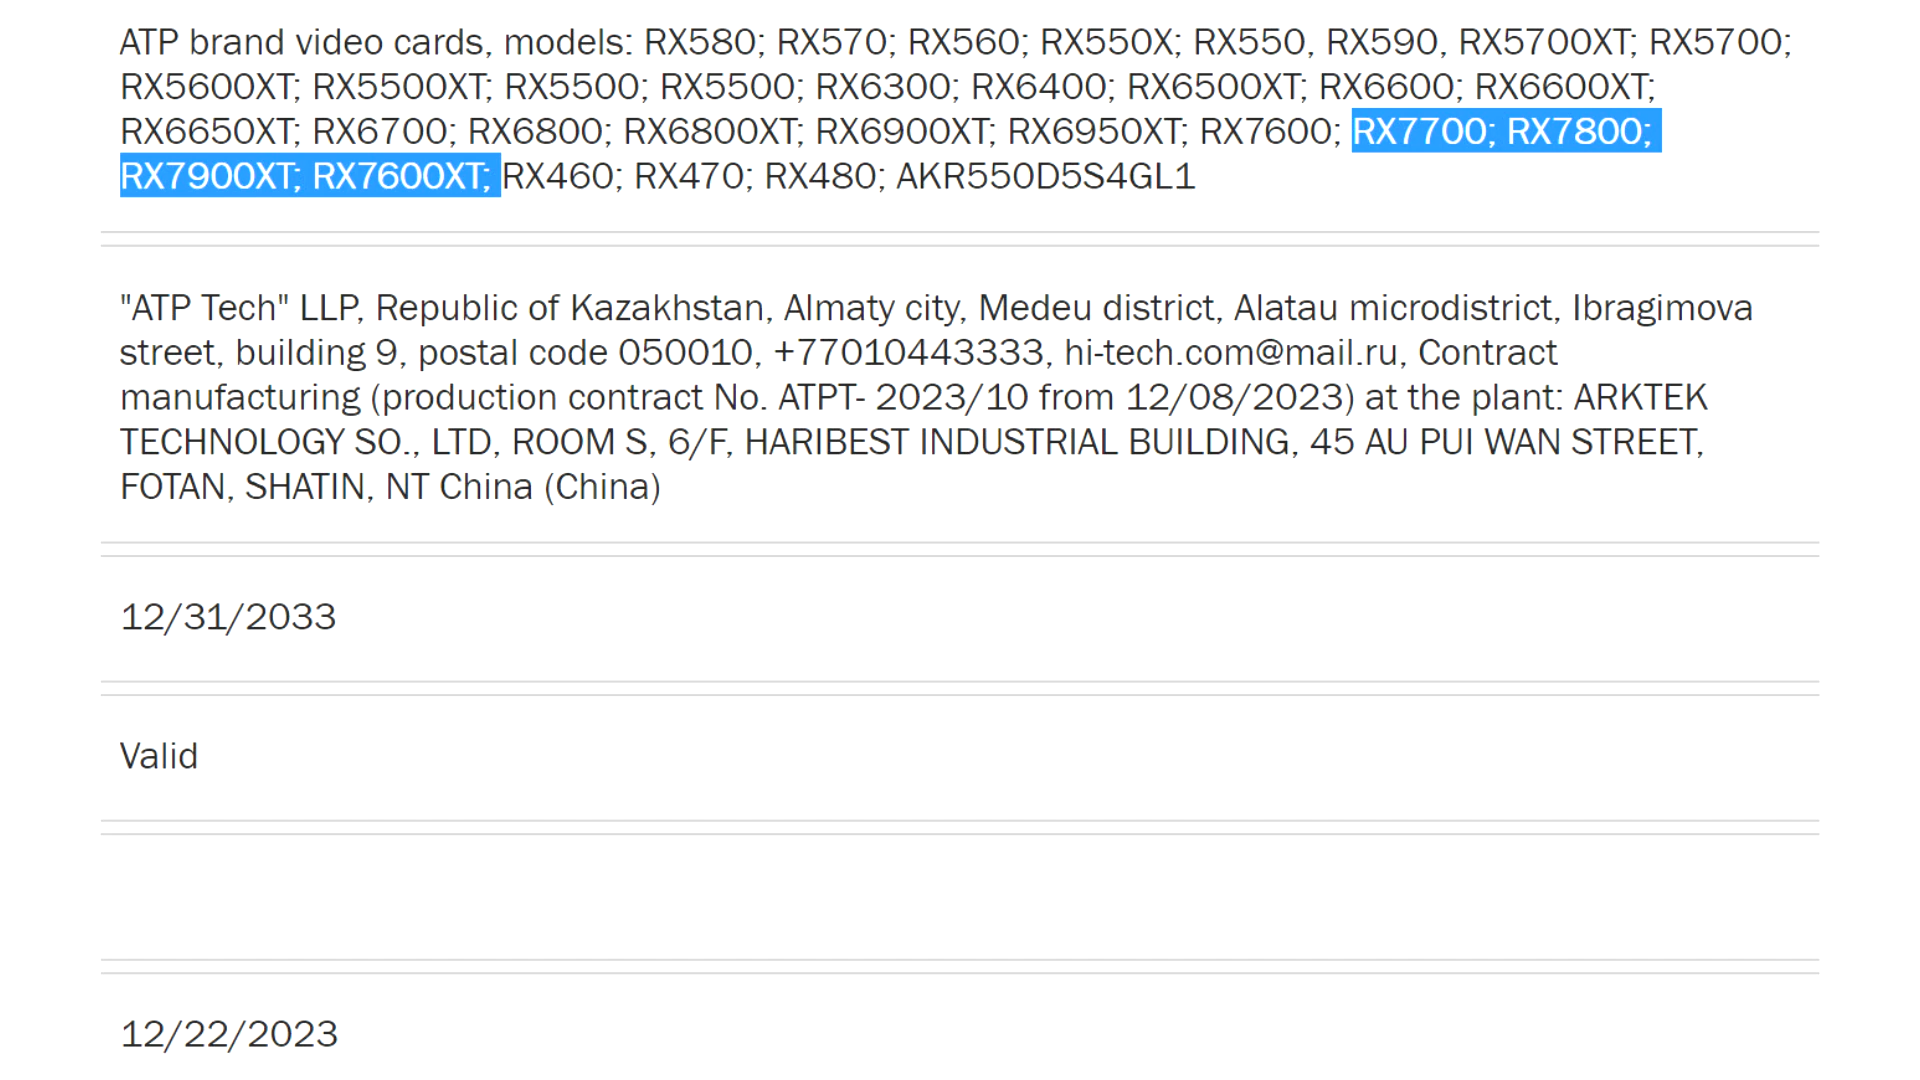 ATP brand video cards, models: RX580; RX570; RX560; RX550X; RX550, RX590, RX5700XT; RX5700;
RX5600XT; RX5500XT; RX5500; RX5500; RX6300; RX6400; RX6500XT; RX6600; RX6600XT;
RX6650XT; RX6700; RX6800; RX6800XT; RX6900XT; RX6950XT; RX7600; RX7700; RX7800;
RX7900XT; RX7600XT; RX460; RX470; RX480; AKR550D5S4GL1
"ATP Tech" LLP, Republic of Kazakhstan, Almaty city, Medeu district, Alatau microdistrict, Ibragimova
street, building 9, postal code 050010, +77010443333, hi-tech.com@mail.ru, Contract
manufacturing (production contract No. ATPT- 2023/10 from 12/08/2023) at the plant: ARKTEK
TECHNOLOGY SO., LTD, ROOM S, 6/F, HARIBEST INDUSTRIAL BUILDING, 45 AU PUI WAN STREET,
FOTAN, SHATIN, NT China (China)
12/31/2033
Valid
12/22/2023